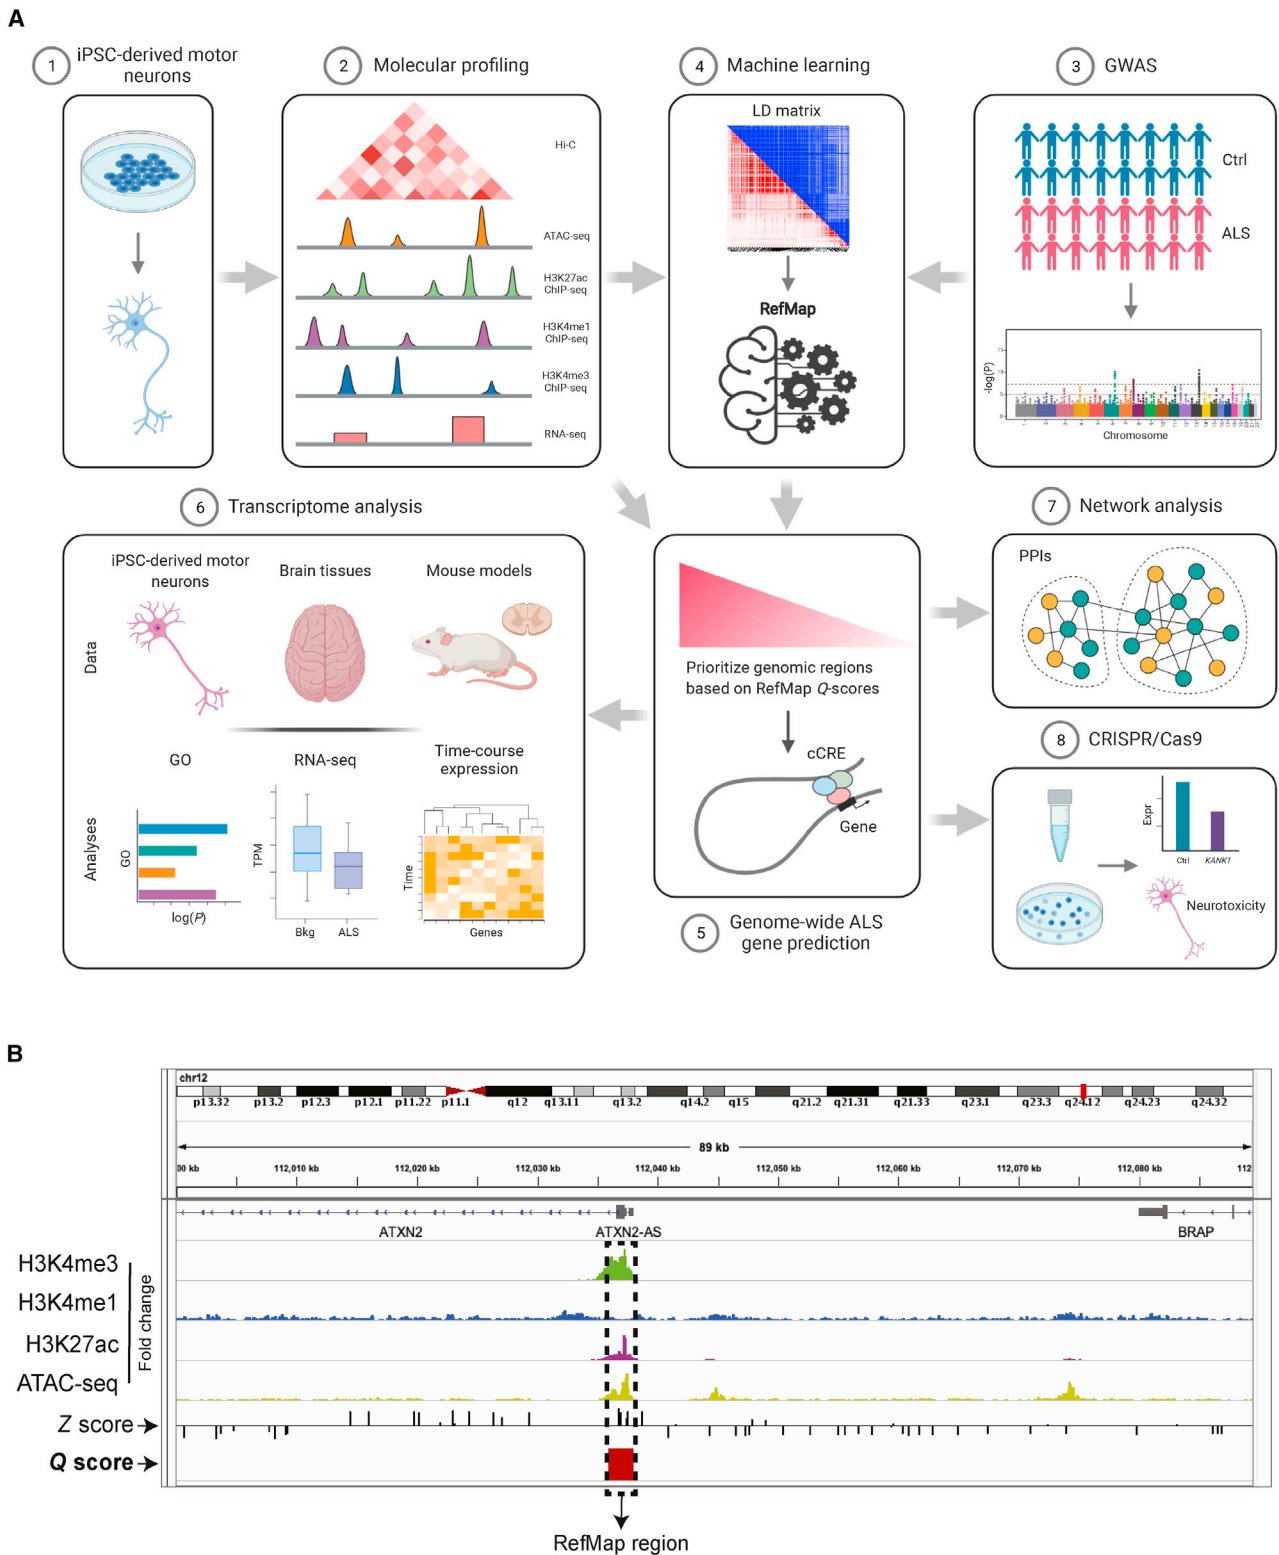 A
1 iPSC-derived motor
neurons
2 Molecular profiling
Hi-C
ATAC-seq
H3K27ac
ChIP-seq
H3K4me1
ChIP-seq
H3K4me3
ChIP-seq
RNA-seq
4 Machine learning
LD matrix
RefMap
3 GWAS
Ctrl
ALS
-log(P)
15
10
5
0
Chromosome
6 Transcriptome analysis
iPSC-derived motor
neurons
Brain tissues
Mouse models
Data
GO
RNA-seq
Time-course
expression
Analyses
GO
log(P)
TPM
Bkg
ALS
Time
Genes
Prioritize genomic regions
based on RefMap Q-scores
cCRE
Gene
5 Genome-wide ALS
gene prediction
7 Network analysis
PPIs
8 CRISPR/Cas9
Expr
Ctrl
KANK1
Neurotoxicity
B
chr12
p13.32 p13.2 p12.3 p12.1 p11.22 p11.1 q12 q13.11 q13.2 q14.2 q15 q21.2 q21.31 q21.33 q23.1 q23.3 q24.12 q24.23 q24.32
89 kb
00 kb 112,010 kb 112,020 kb 112,030 kb 112,040 kb 112,050 kb 112,060 kb 112,070 kb 112,080 kb 112
ATXN2 ATXN2-AS BRAP
H3K4me3
H3K4me1
H3K27ac
ATAC-seq
Fold change
Z score
Q score
RefMap region